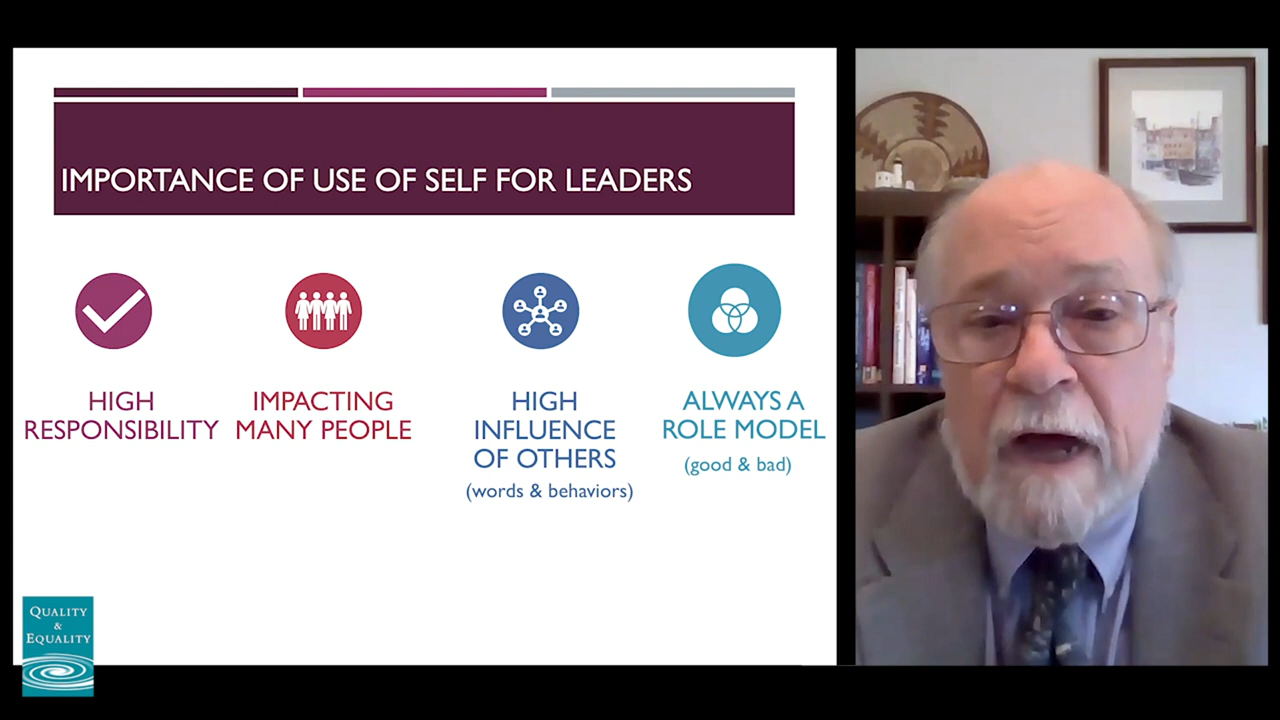 IMPORTANCE OF USE OF SELF FOR LEADERS
HIGH
RESPONSIBILITY
IMPACTING
MANY PEOPLE
HIGH
INFLUENCE
OF OTHERS
(words & behaviors)
ALWAYS A
ROLE MODEL
(good & bad)
QUALITY
&
EQUALITY